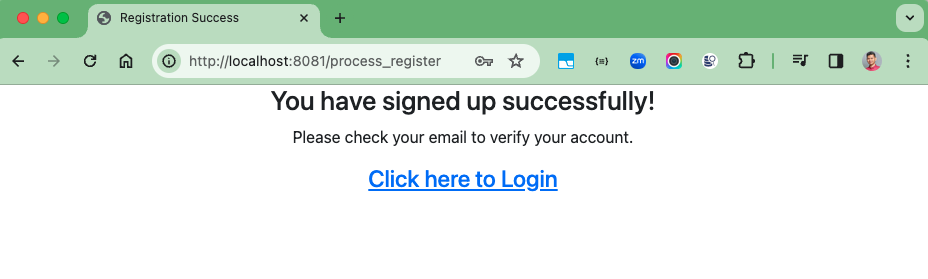 Registration Success
http://localhost:8081/process_register
zm
You have signed up successfully!
Please check your email to verify your account.
Click here to Login